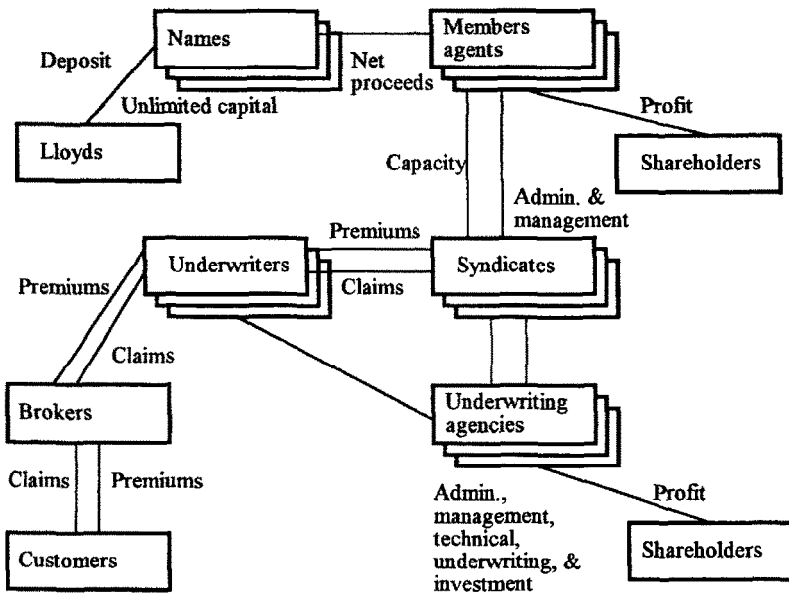 Names
Members
agents
Deposit
Net
proceeds
Unlimited capital
Profit
Lloyds
Shareholders
Capacity
Admin. &
management
Premiums
Underwriters
Syndicates
Premiums
Claims
Claims
Brokers
Underwriting
agencies
Claims
Premiums
Admin.,
management,
technical,
underwriting, &
investment
Profit
Customers
Shareholders